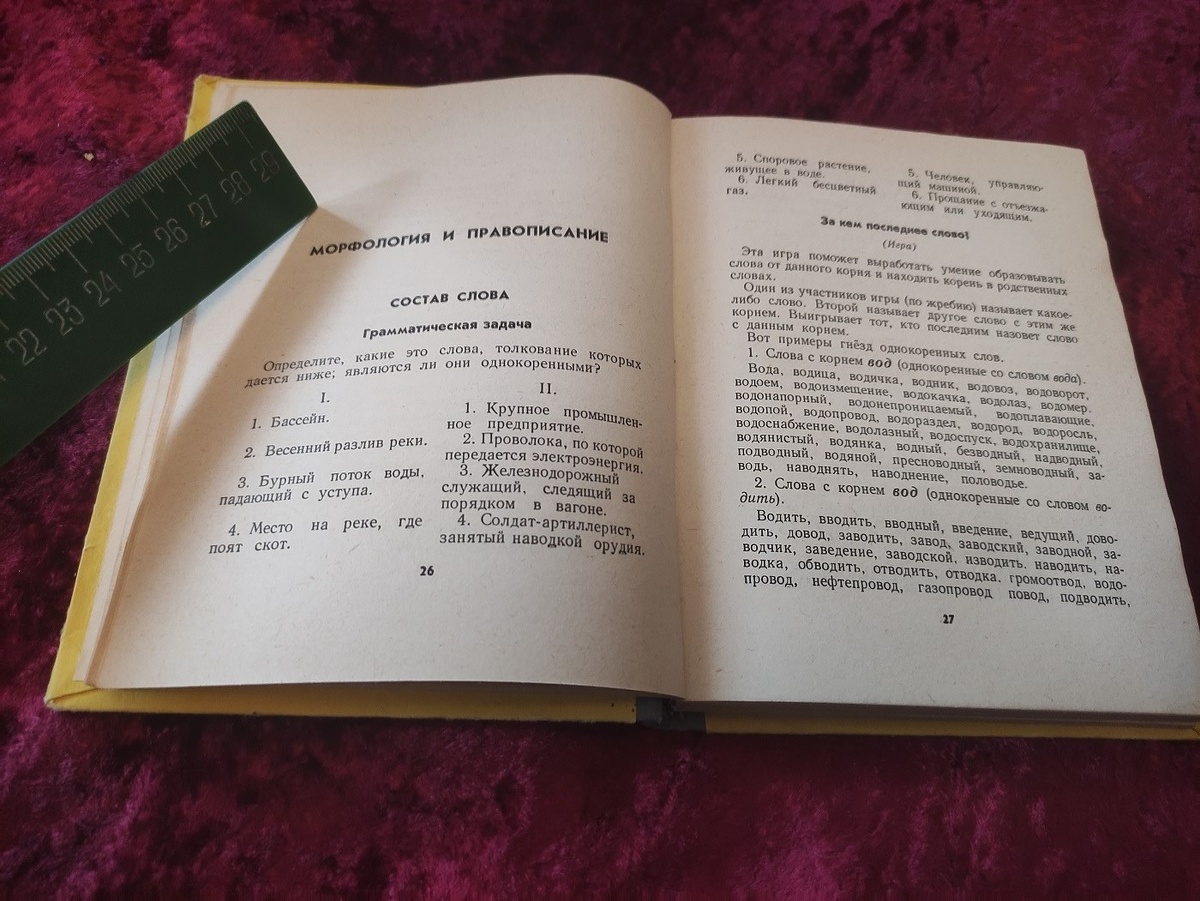 22 23 24 25 26 27 28 29
МОРФОЛОГИЯ И ПРАВОПИСАНИЕ
СОСТАВ СЛОВА
Грамматическая задача
Определите, какие это слова, толкование которых
дается ниже; являются ли они однокоренными?
I.
1. Бассейн.
2. Весенний разлив реки.
3. Бурный поток воды,
падающий с уступа.
4. Место на реке, где
поят скот.
II.
1. Крупное промышлен-
ное предприятие.
2. Проволока, по которой
передается электроэнергия.
3. Железнодорожный
служащий, следящий за
порядком в вагоне.
4. Солдат-артиллерист,
занятый наводкой орудия.
26
5. Споровое растение,
живущее в воде.
6. Легкий бесцветный
газ.
5. Человек, управляю-
щий машиной.
6. Прощание с отъезжа-
ющим или уходящим.
За кем последнее слово?
(Игра)
Эта игра поможет выработать умение образовывать
слова от данного корня и находить корень в родственных
словах.
Один из участников игры (по жребию) называет какое-
либо слово. Второй называет другое слово с этим же
корнем. Выигрывает тот, кто последним назовет слово
с данным корнем.
Вот примеры гнёзд однокоренных слов.
1. Слова с корнем вод (однокоренные со словом вода).
Вода, водица, водичка, водник, водовоз, водоворот,
водоем, водоизмещение, водокачка, водолаз, водомер,
водонапорный, водонепроницаемый, водоплавающие,
водопой, водопровод, водораздел, водород, водоросль,
водоснабжение, водолазный, водоспуск, водохранилище,
водянистый, водянка, водный, безводный, надводный,
подводный, водяной, пресноводный, земноводный, за-
водь, наводнять, наводнение, половодье.
2. Слова с корнем вод (однокоренные со словом во-
дить).
Водить, вводить, вводный, введение, ведущий, дово-
дить, довод, заводить, завод, заводский, заводной, за-
водчик, заведение, заводской, изводить. наводить, на-
водка, обводить, отводить, отводка. громоотвод, водо-
провод, нефтепровод, газопровод повод, подводить,
27